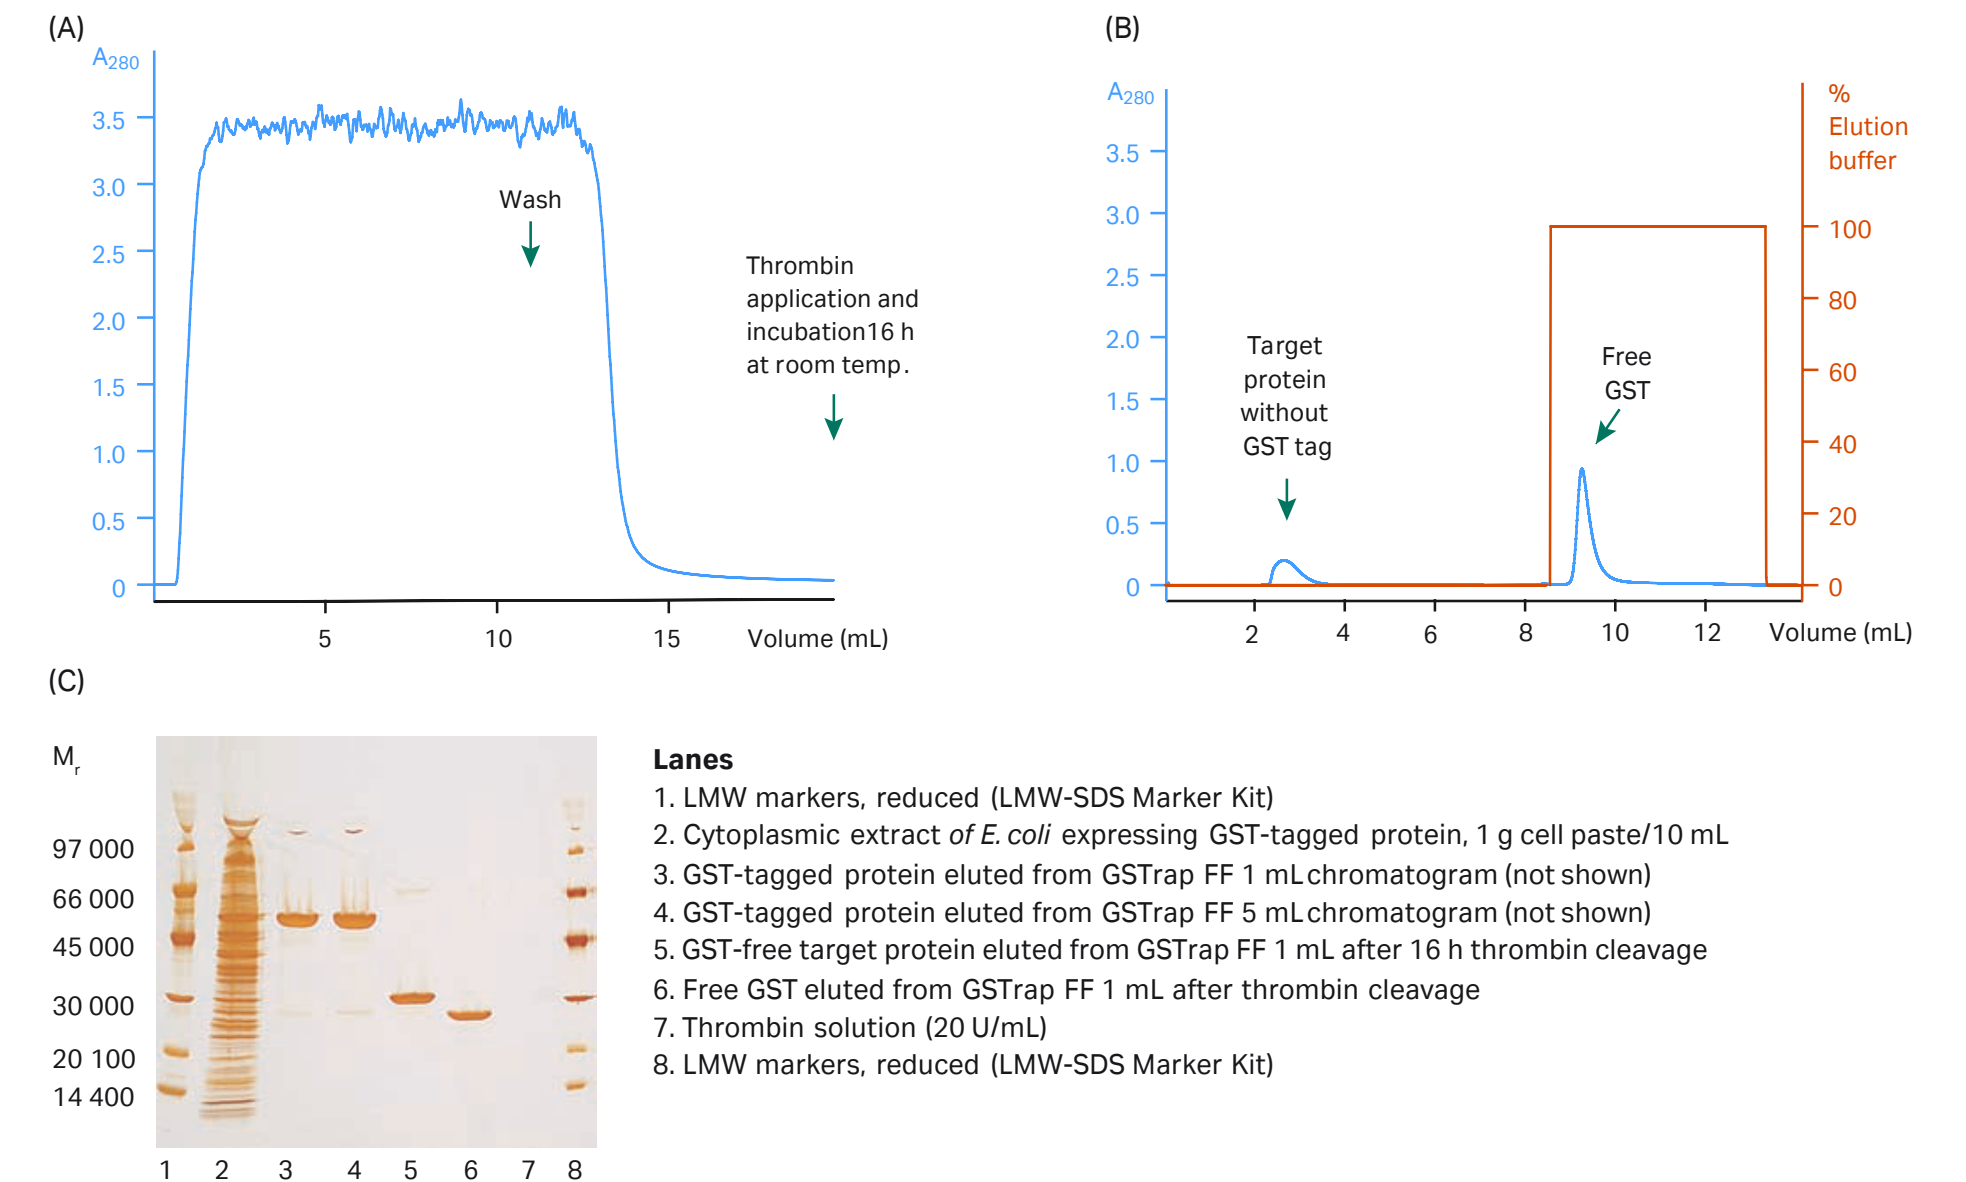 (A)
A280
3.5
3.0
2.5
2.0
1.5
1.0
0.5
0
Wash
Thrombin
application and
incubation16 h
at room temp.
5
10
15
Volume (mL)
(B)
A280
3.5
3.0
2.5
2.0
1.5
1.0
0.5
0
%
Elution
buffer
100
80
60
40
20
0
Target
protein
without
GST tag
Free
GST
2
4
6
8
10
12
Volume (mL)
(C)
Mr
97 000
66 000
45 000
30 000
20 100
14 400
1
2
3
4
5
6
7
8
Lanes
1. LMW markers, reduced (LMW-SDS Marker Kit)
2. Cytoplasmic extract of E. coli expressing GST-tagged protein, 1 g cell paste/10 mL
3. GST-tagged protein eluted from GSTrap FF 1 mL chromatogram (not shown)
4. GST-tagged protein eluted from GSTrap FF 5 mL chromatogram (not shown)
5. GST-free target protein eluted from GSTrap FF 1 mL after 16 h thrombin cleavage
6. Free GST eluted from GSTrap FF 1 mL after thrombin cleavage
7. Thrombin solution (20 U/mL)
8. LMW markers, reduced (LMW-SDS Marker Kit)